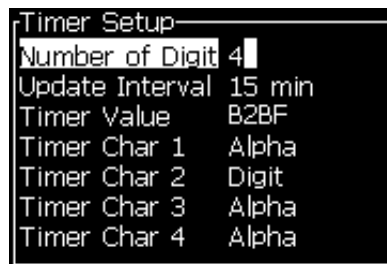 Timer Setup
Number of Digit 4
Update Interval 15 min
Timer Value B2BF
Timer Char 1 Alpha
Timer Char 2 Digit
Timer Char 3 Alpha
Timer Char 4 Alpha